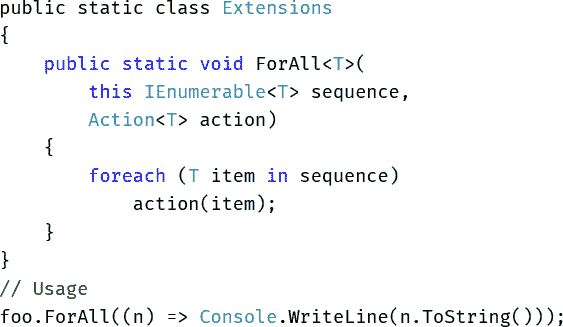 public static class Extensions
{
    public static void ForAll<T>(
        this IEnumerable<T> sequence,
        Action<T> action)
    {
        foreach (T item in sequence)
            action(item);
    }
}
// Usage
foo.ForAll((n) => Console.WriteLine(n.ToString()));